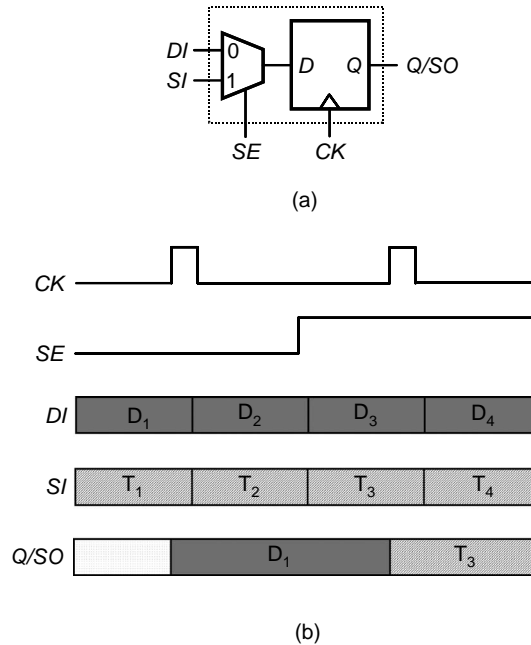 DI 0
SI 1
D Q Q/SO
SE CK
(a)
CK
SE
DI D₁ D₂ D₃ D₄
SI T₁ T₂ T₃ T₄
Q/SO D₁ T₃
(b)